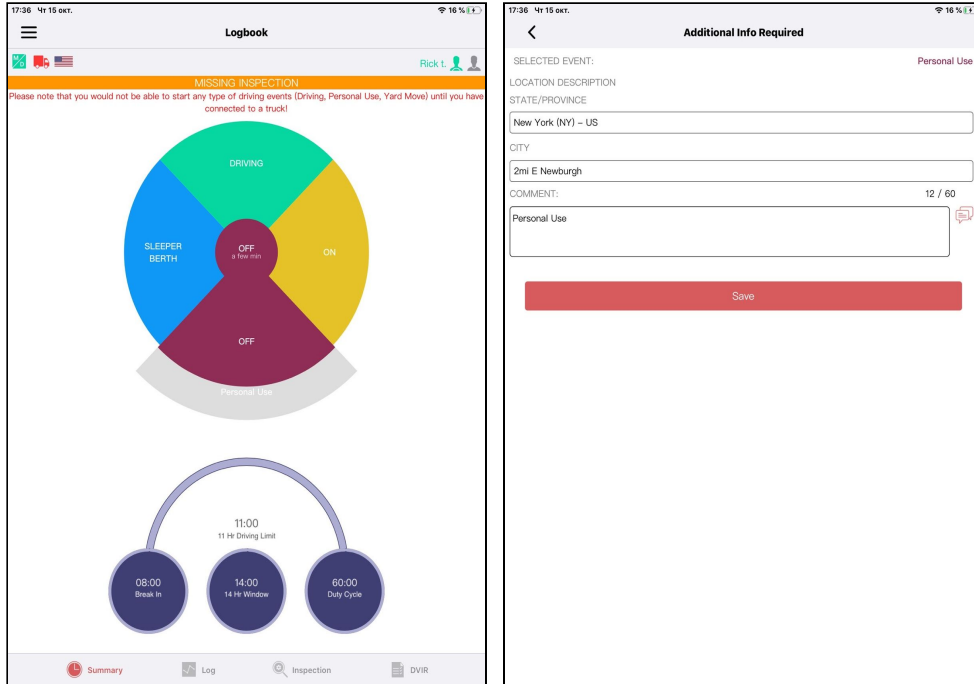 17:36 Чт 15 окт.
16 %
Logbook
M/D
Rick t.
MISSING INSPECTION
Please note that you would not be able to start any type of driving events (Driving, Personal Use, Yard Move) until you have
connected to a truck!
DRIVING
SLEEPER
BERTH
OFF
a few min
ON
OFF
Personal Use
11:00
11 Hr Driving Limit
08:00
Break In
14:00
14 Hr Window
60:00
Duty Cycle
Summary
Log
Inspection
DVIR
17:36 Чт 15 окт.
16 %
Additional Info Required
SELECTED EVENT:
Personal Use
LOCATION DESCRIPTION
STATE/PROVINCE
New York (NY) – US
CITY
2mi E Newburgh
COMMENT:
12 / 60
Personal Use
Save